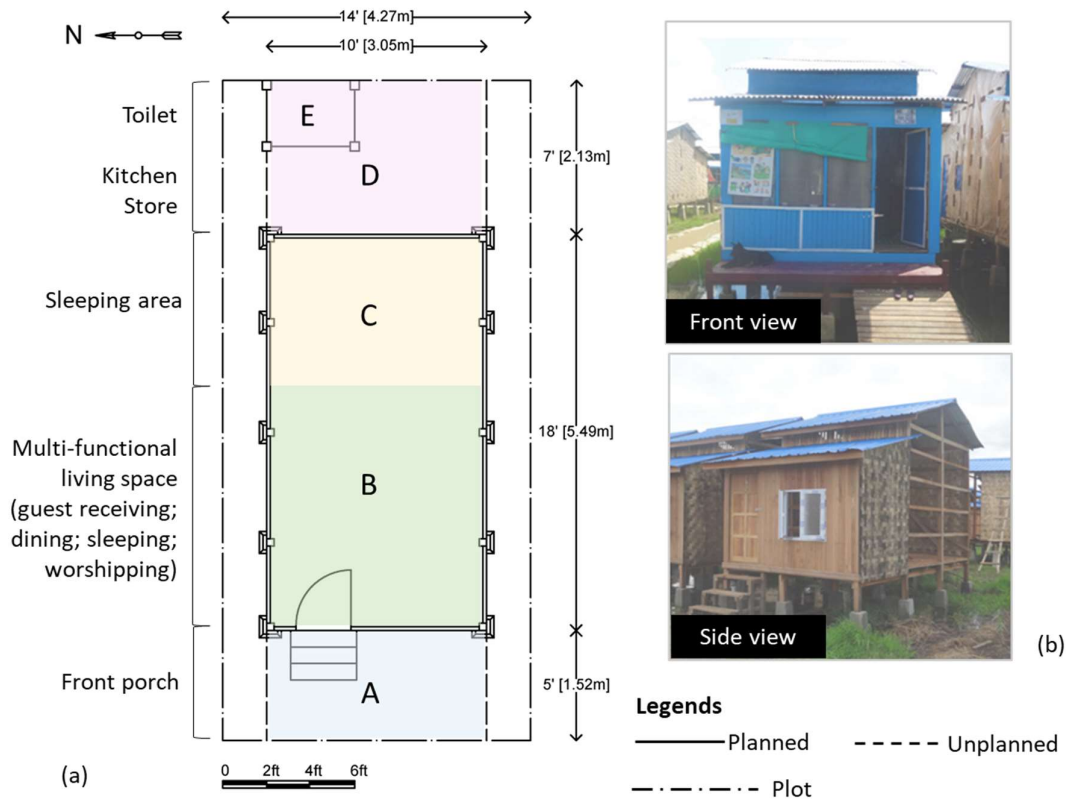 14' [4.27m]
N
10' [3.05m]
Toilet
E
Kitchen
Store
D
7' [2.13m]
Sleeping area
C
Multi-functional
living space
(guest receiving;
dining; sleeping;
worshipping)
B
18' [5.49m]
Front porch
A
5' [1.52m]
(a)
0 2ft 4ft 6ft
Front view
Side view
(b)
Legends
Planned
Unplanned
Plot